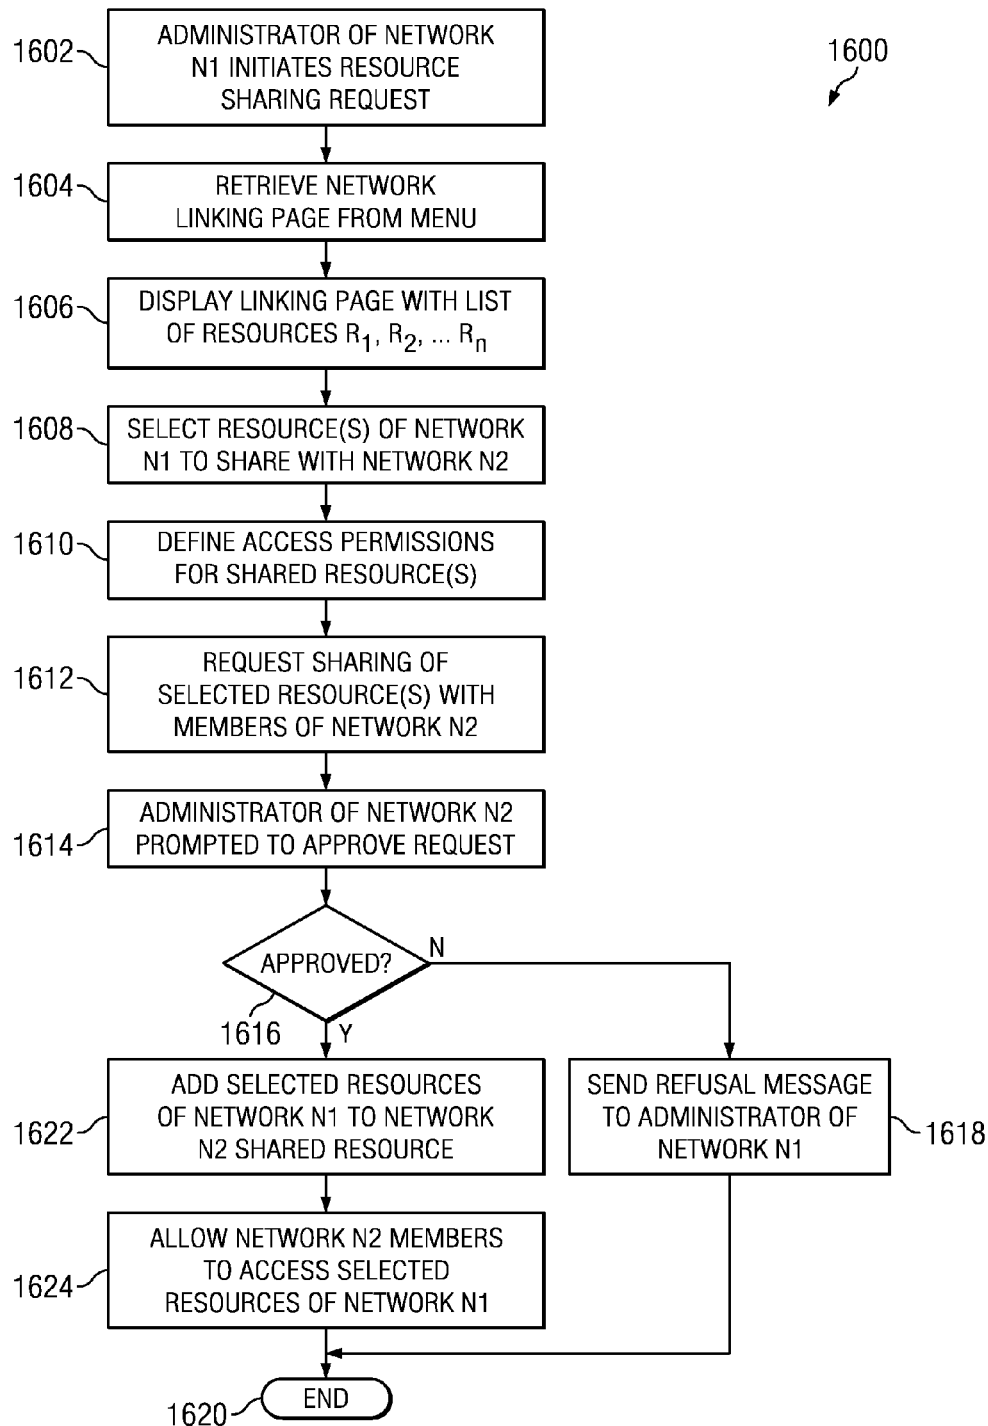 1602
ADMINISTRATOR OF NETWORK
N1 INITIATES RESOURCE
SHARING REQUEST
1600
1604
RETRIEVE NETWORK
LINKING PAGE FROM MENU
1606
DISPLAY LINKING PAGE WITH LIST
OF RESOURCES R1, R2, ... Rn
1608
SELECT RESOURCE(S) OF NETWORK
N1 TO SHARE WITH NETWORK N2
1610
DEFINE ACCESS PERMISSIONS
FOR SHARED RESOURCE(S)
1612
REQUEST SHARING OF
SELECTED RESOURCE(S) WITH
MEMBERS OF NETWORK N2
1614
ADMINISTRATOR OF NETWORK N2
PROMPTED TO APPROVE REQUEST
APPROVED?
N
1616
Y
1622
ADD SELECTED RESOURCES
OF NETWORK N1 TO NETWORK
N2 SHARED RESOURCE
SEND REFUSAL MESSAGE
TO ADMINISTRATOR OF
NETWORK N1
1618
1624
ALLOW NETWORK N2 MEMBERS
TO ACCESS SELECTED
RESOURCES OF NETWORK N1
END
1620